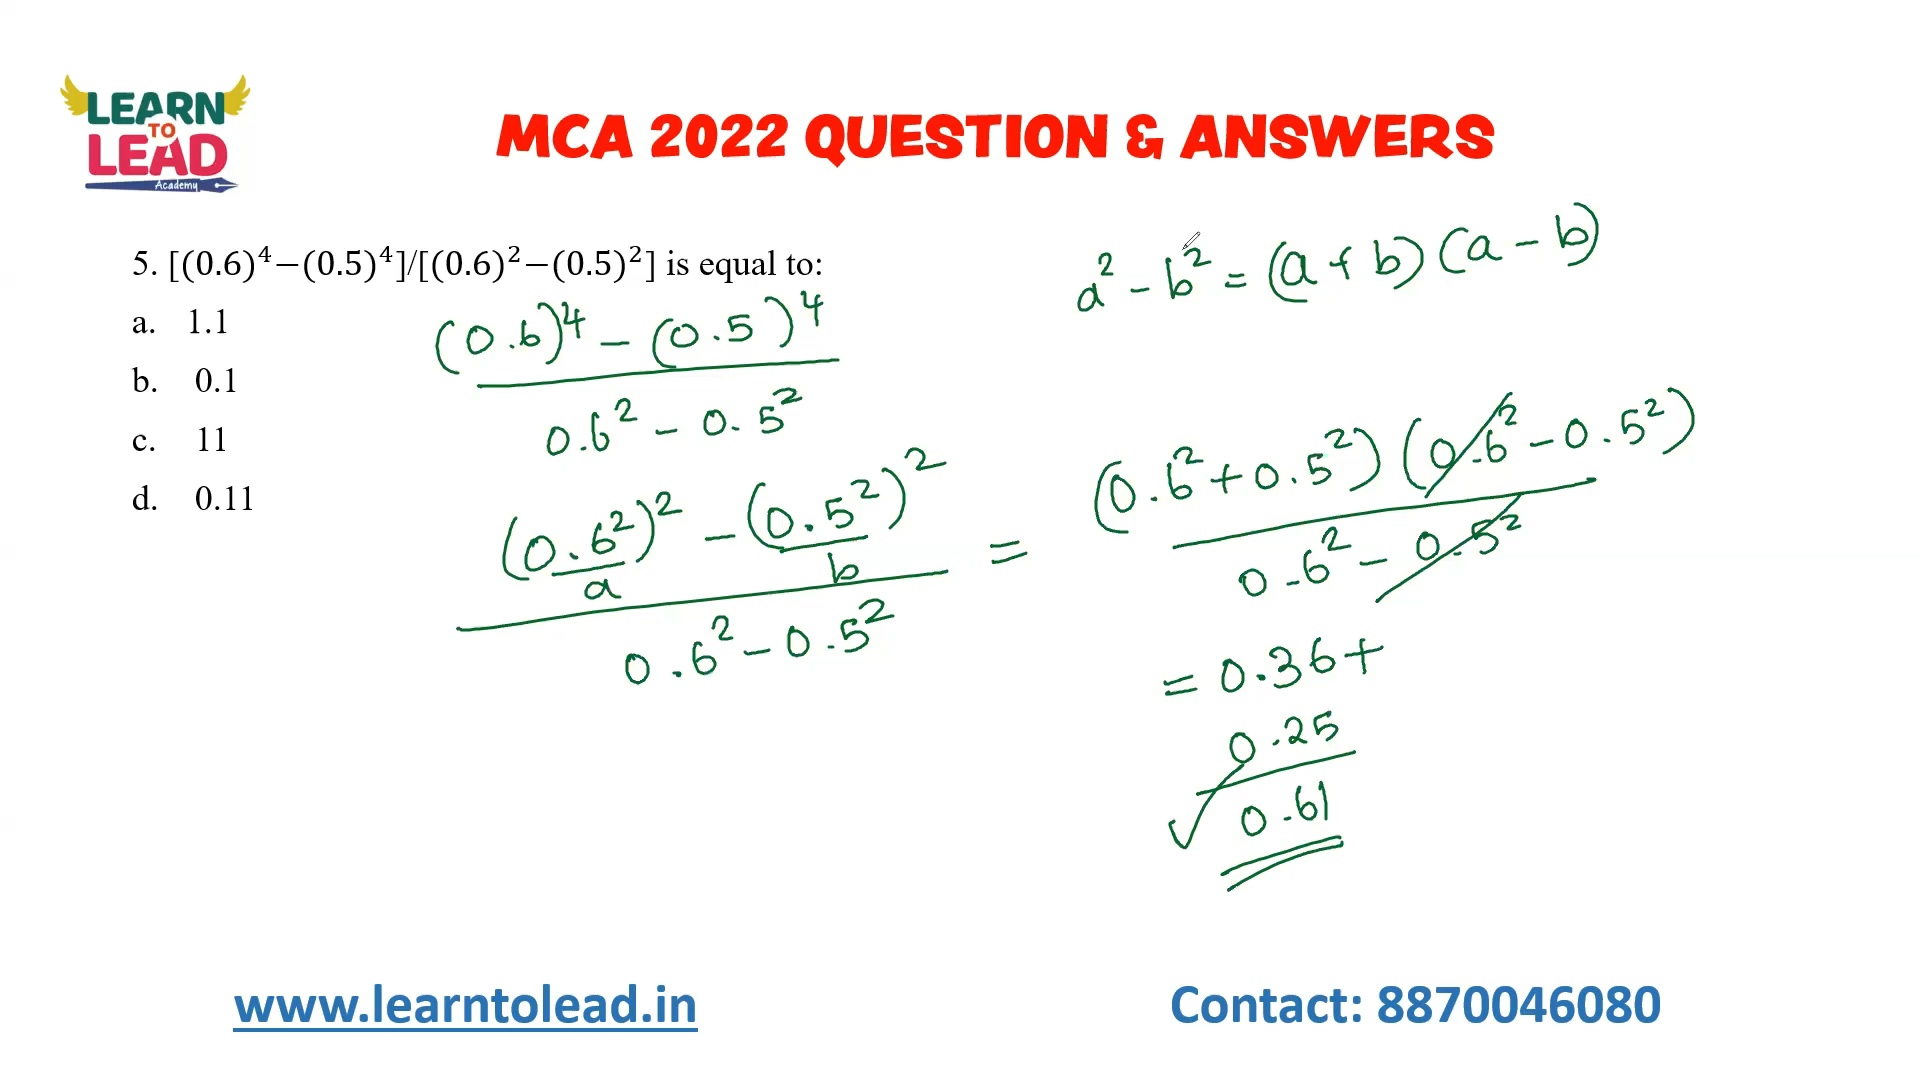 LEARN
TO
LEAD
Academy
MCA 2022 QUESTION & ANSWERS
5. [(0.6)⁴−(0.5)⁴]/[(0.6)²−(0.5)²] is equal to:
a. 1.1
b. 0.1
c. 11
d. 0.11
(0.6)⁴ − (0.5)⁴
0.6² − 0.5²
(0.6²)² − (0.5²)²
a b
0.6² − 0.5²
a² − b² = (a + b) (a − b)
= (0.6² + 0.5²) (0.6² − 0.5²)
0.6² − 0.5²
= 0.36 +
0.25
0.61
www.learntolead.in
Contact: 8870046080